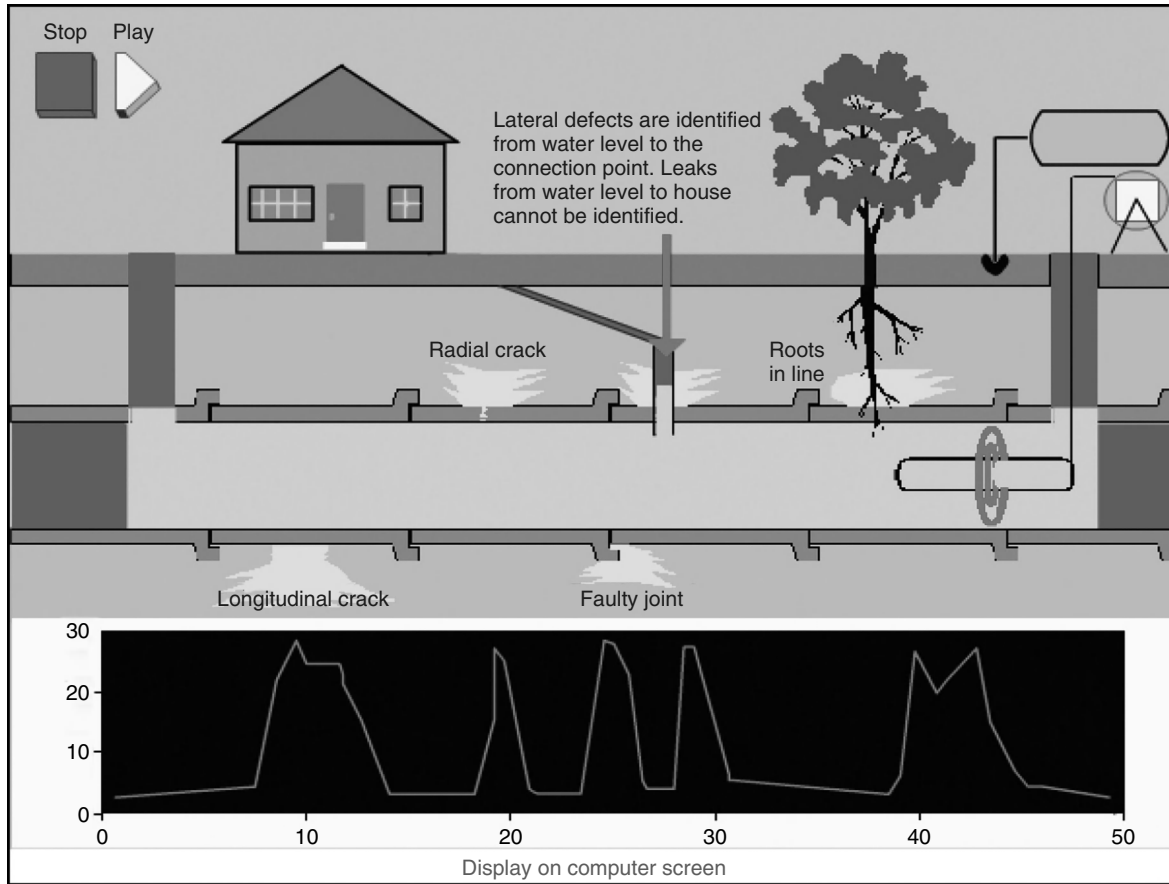 Stop Play
Lateral defects are identified
from water level to the
connection point. Leaks
from water level to house
cannot be identified.
Radial crack
Roots
in line
Longitudinal crack
Faulty joint
30
20
10
0
0 10 20 30 40 50
Display on computer screen